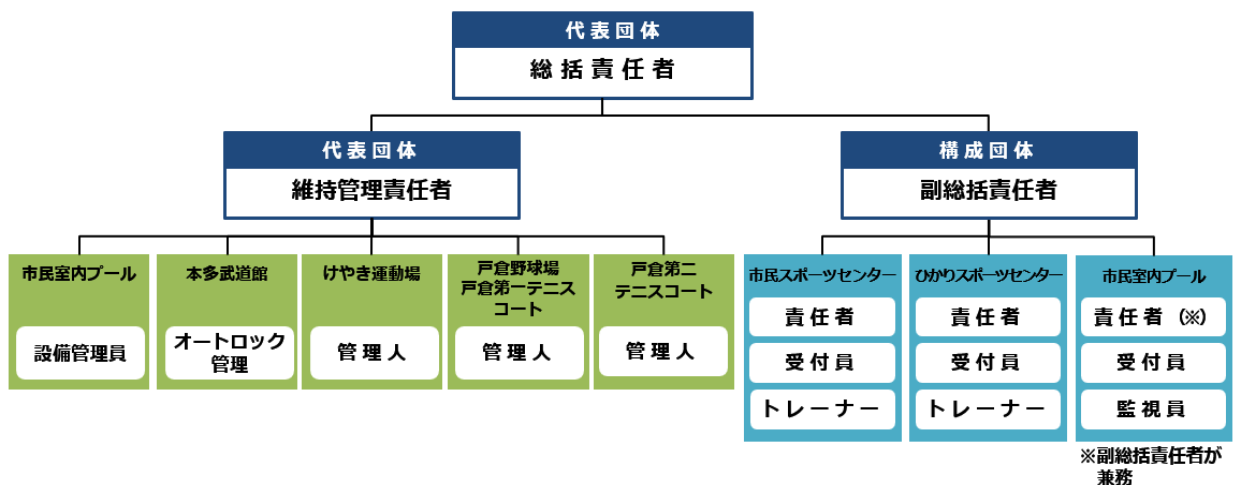 代表団体
総括責任者
代表団体
維持管理責任者
構成団体
副総括責任者
市民室内プール
設備管理員
本多武道館
オートロック
管理
けやき運動場
管理人
戸倉野球場
戸倉第一テニス
コート
管理人
戸倉第二
テニスコート
管理人
市民スポーツセンター
責任者
受付員
トレーナー
ひかりスポーツセンター
責任者
受付員
トレーナー
市民室内プール
責任者（※）
受付員
監視員
※副総括責任者が
兼務